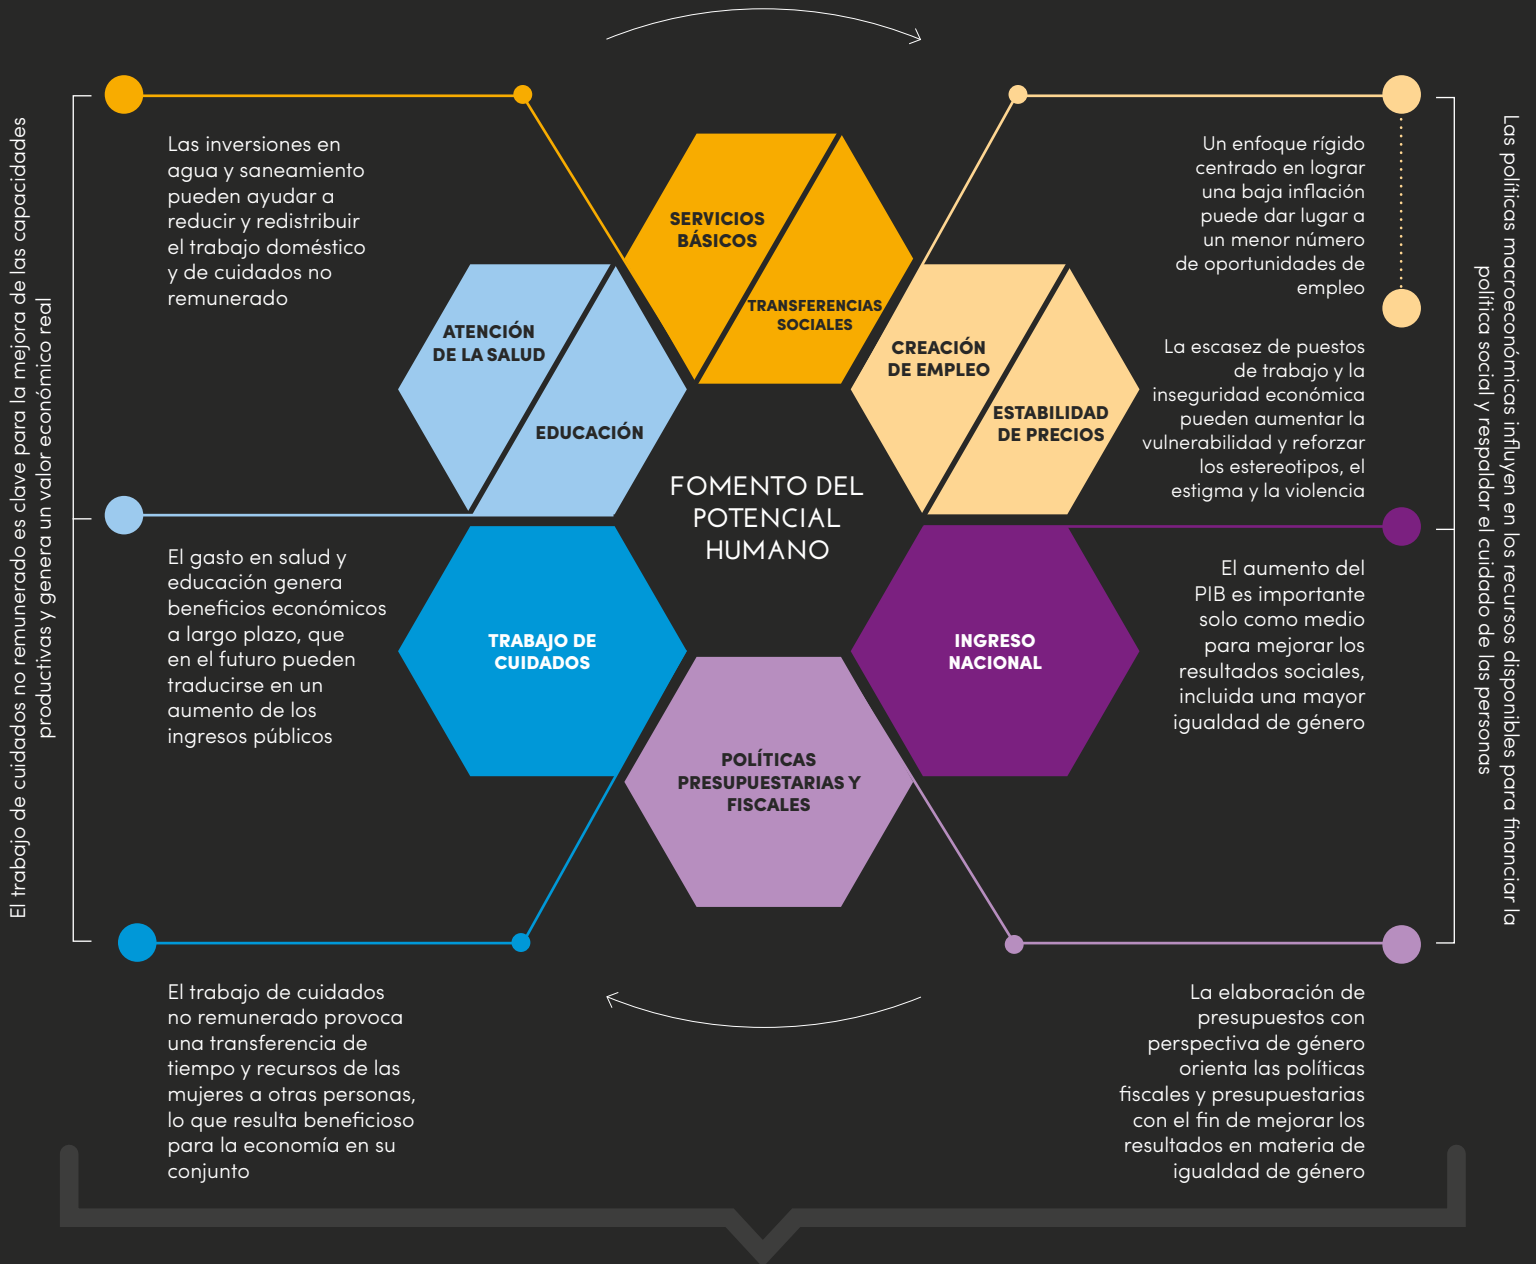 El trabajo de cuidados no remunerado es clave para la mejora de las capacidades
productivas y genera un valor económico real
Las inversiones en
agua y saneamiento
pueden ayudar a
reducir y redistribuir
el trabajo doméstico
y de cuidados no
remunerado
El gasto en salud y
educación genera
beneficios económicos
a largo plazo, que
en el futuro pueden
traducirse en un
aumento de los
ingresos públicos
El trabajo de cuidados
no remunerado provoca
una transferencia de
tiempo y recursos de las
mujeres a otras personas,
lo que resulta beneficioso
para la economía en su
conjunto
SERVICIOS
BÁSICOS
TRANSFERENCIAS
SOCIALES
ATENCIÓN
DE LA SALUD
EDUCACIÓN
CREACIÓN
DE EMPLEO
ESTABILIDAD
DE PRECIOS
FOMENTO DEL
POTENCIAL
HUMANO
TRABAJO DE
CUIDADOS
INGRESO
NACIONAL
POLÍTICAS
PRESUPUESTARIAS Y
FISCALES
Un enfoque rígido
centrado en lograr
una baja inflación
puede dar lugar a
un menor número
de oportunidades de
empleo
La escasez de puestos
de trabajo y la
inseguridad económica
pueden aumentar la
vulnerabilidad y reforzar
los estereotipos, el
estigma y la violencia
El aumento del
PIB es importante
solo como medio
para mejorar los
resultados sociales,
incluida una mayor
igualdad de género
La elaboración de
presupuestos con
perspectiva de género
orienta las políticas
fiscales y presupuestarias
con el fin de mejorar los
resultados en materia de
igualdad de género
Las políticas macroeconómicas influyen en los recursos disponibles para financiar la
política social y respaldar el cuidado de las personas